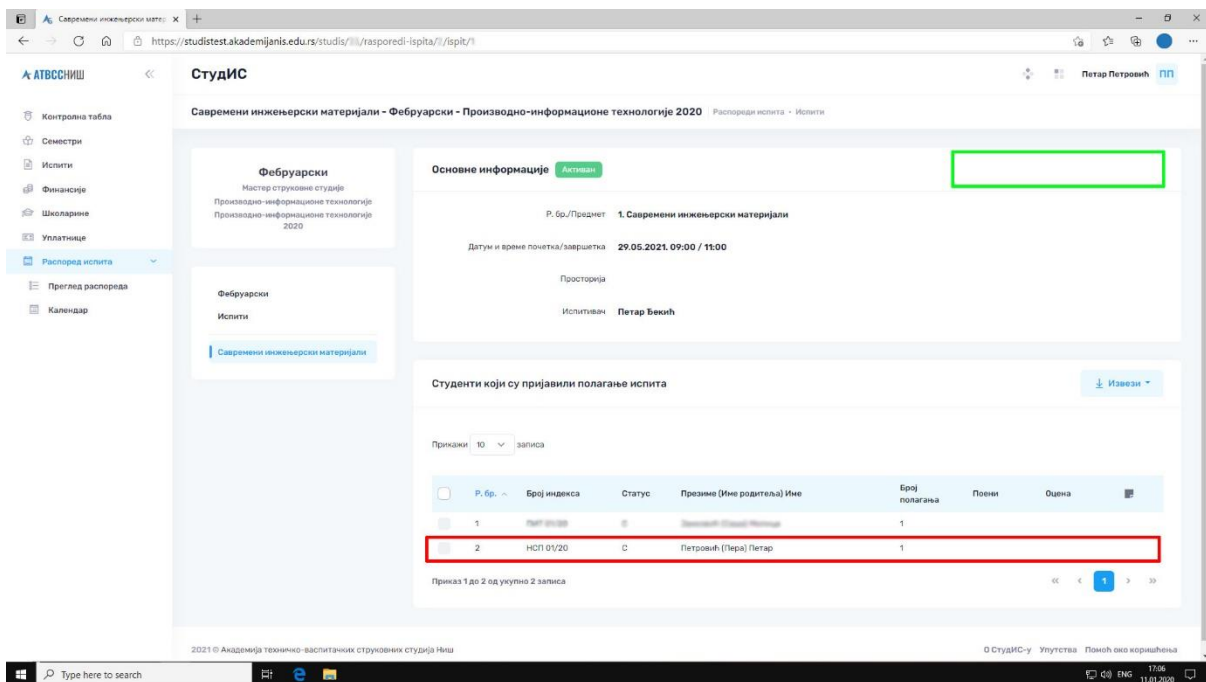 Савремени инжењерски матер
https://studistest.akademijanis.edu.rs/studis/ /rasporedi-ispita/ /ispit/
АТВССНИШ
СтудИС
Петар Петровић ПП
Савремени инжењерски материјали - Фебруарски - Производно-информационе технологије 2020 Распореди испита - Испити
Контролна табла
Семестри
Испити
Финансије
Школарине
Уплатнице
Распоред испита
Преглед распореда
Календар
Фебруарски
Мастер струковне студије
Производно-информационе технологије
Производно-информационе технологије
2020
Фебруарски
Испити
Савремени инжењерски материјали
Основне информације Активан
Р. бр./Предмет 1. Савремени инжењерски материјали
Датум и време почетка/завршетка 29.05.2021. 09:00 / 11:00
Просторија
Испитивач Петар Ђекић
Студенти који су пријавили полагање испита
Извези
Прикажи 10 записа
Р. бр. Број индекса Статус Презиме (Име родитеља) Име Број полагања Поени Оцена
1 1
2 НСП 01/20 С Петровић (Пера) Петар 1
Приказ 1 до 2 од укупно 2 записа
« ‹ 1 › »
2021 © Академија техничко-васпитачких струковних студија Ниш
О СтудИС-у Упутства Помоћ око коришћења
Type here to search
ENG
17:06
11.01.2020